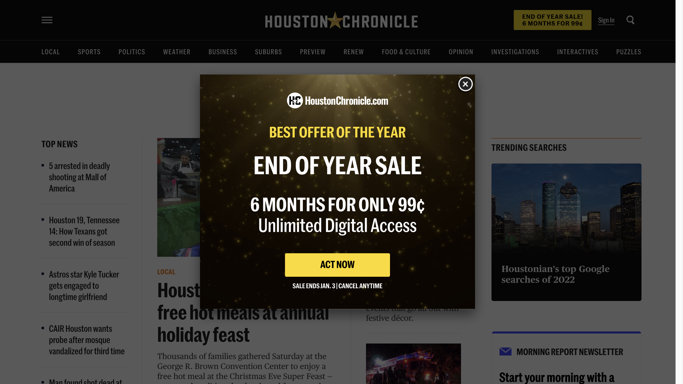 HOUSTON CHRONICLE
END OF YEAR SALE!
6 MONTHS FOR 99¢
Sign In
LOCAL SPORTS POLITICS WEATHER BUSINESS SUBURBS PREVIEW RENEW FOOD & CULTURE OPINION INVESTIGATIONS INTERACTIVES PUZZLES
TOP NEWS
5 arrested in deadly
shooting at Mall of
America
Houston 19, Tennessee
14: How Texans got
second win of season
Astros star Kyle Tucker
gets engaged to
longtime girlfriend
CAIR Houston wants
probe after mosque
vandalized for third time
Man found shot dead at
HC HoustonChronicle.com
BEST OFFER OF THE YEAR
END OF YEAR SALE
6 MONTHS FOR ONLY 99¢
Unlimited Digital Access
ACT NOW
SALE ENDS JAN. 3 | CANCEL ANYTIME
LOCAL
free hot meals at annual
holiday feast
Thousands of families gathered Saturday at the
George R. Brown Convention Center to enjoy a
free hot meal at the Christmas Eve Super Feast —
festive décor.
TRENDING SEARCHES
Houstonian's top Google
searches of 2022
MORNING REPORT NEWSLETTER
Start your morning with a